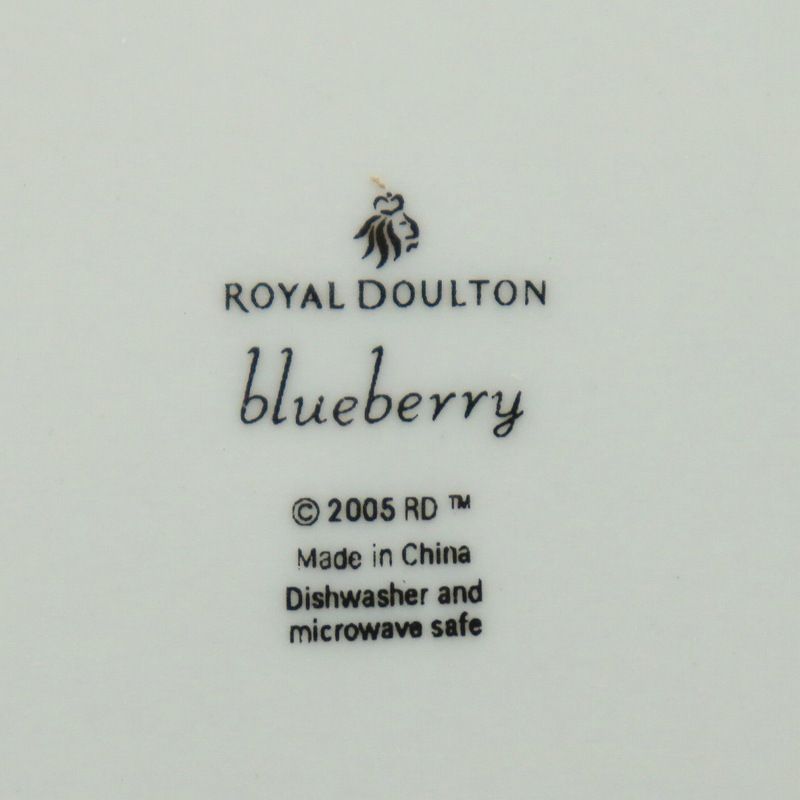 ROYAL DOULTON
blueberry
© 2005 RD ™
Made in China
Dishwasher and
microwave safe